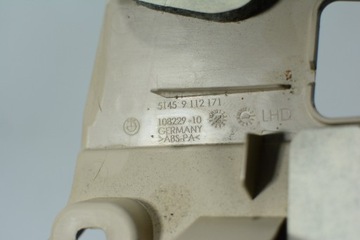 5145 9 112 171
108229-10
GERMANY
>ABS-PA<
LHD